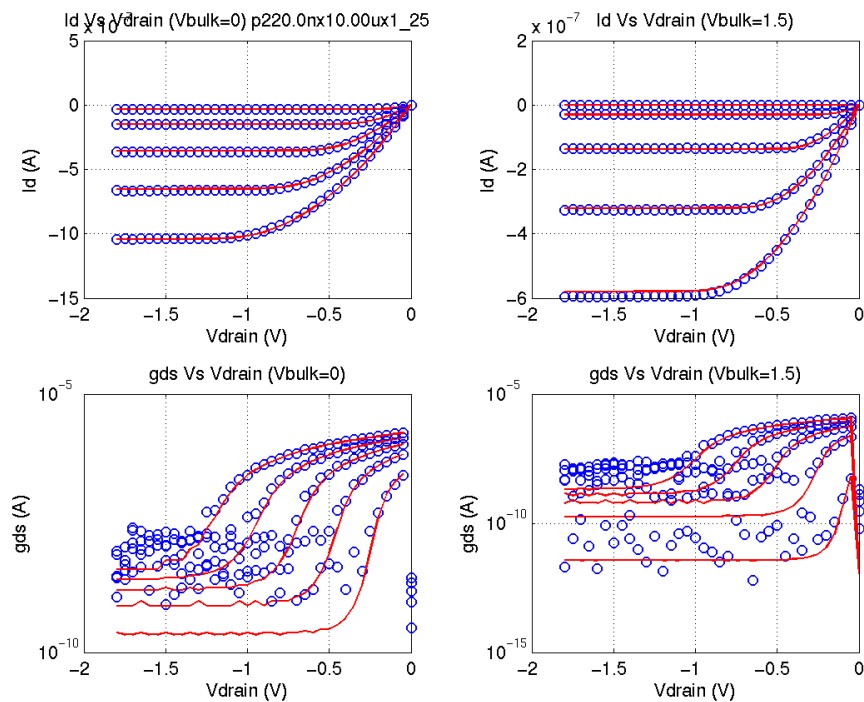 Id Vs Vdrain (Vbulk=0) p220.0nx10.00ux1_25
5
0
−5
−10
−15
Id (A)
−2 −1.5 −1 −0.5 0
Vdrain (V)
x 10⁻⁷ Id Vs Vdrain (Vbulk=1.5)
2
0
−2
−4
−6
Id (A)
−2 −1.5 −1 −0.5 0
Vdrain (V)
gds Vs Vdrain (Vbulk=0)
10⁻⁵
10⁻¹⁰
gds (A)
−2 −1.5 −1 −0.5 0
Vdrain (V)
gds Vs Vdrain (Vbulk=1.5)
10⁻⁵
10⁻¹⁰
10⁻¹⁵
gds (A)
−2 −1.5 −1 −0.5 0
Vdrain (V)